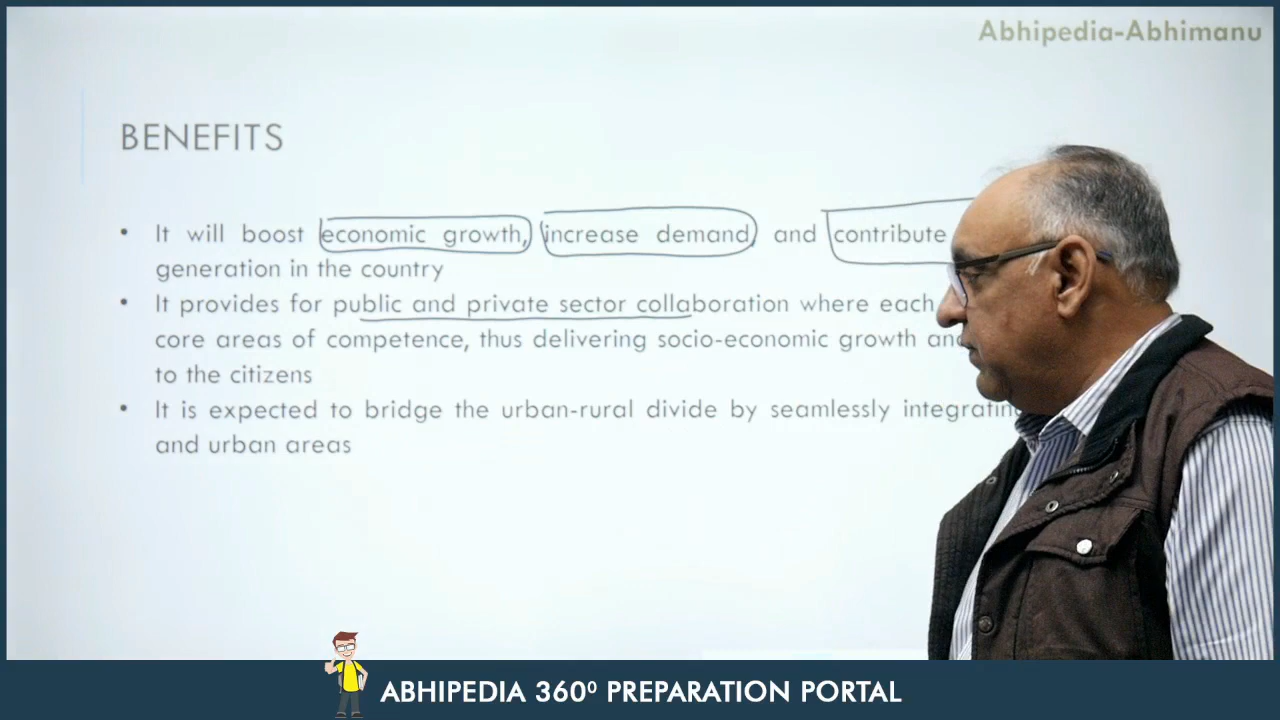 Abhipedia-Abhimanu
BENEFITS
• It will boost economic growth, increase demand, and contribute
generation in the country
• It provides for public and private sector collaboration where each
core areas of competence, thus delivering socio-economic growth
to the citizens
• It is expected to bridge the urban-rural divide by seamlessly
and urban areas
ABHIPEDIA 360⁰ PREPARATION PORTAL